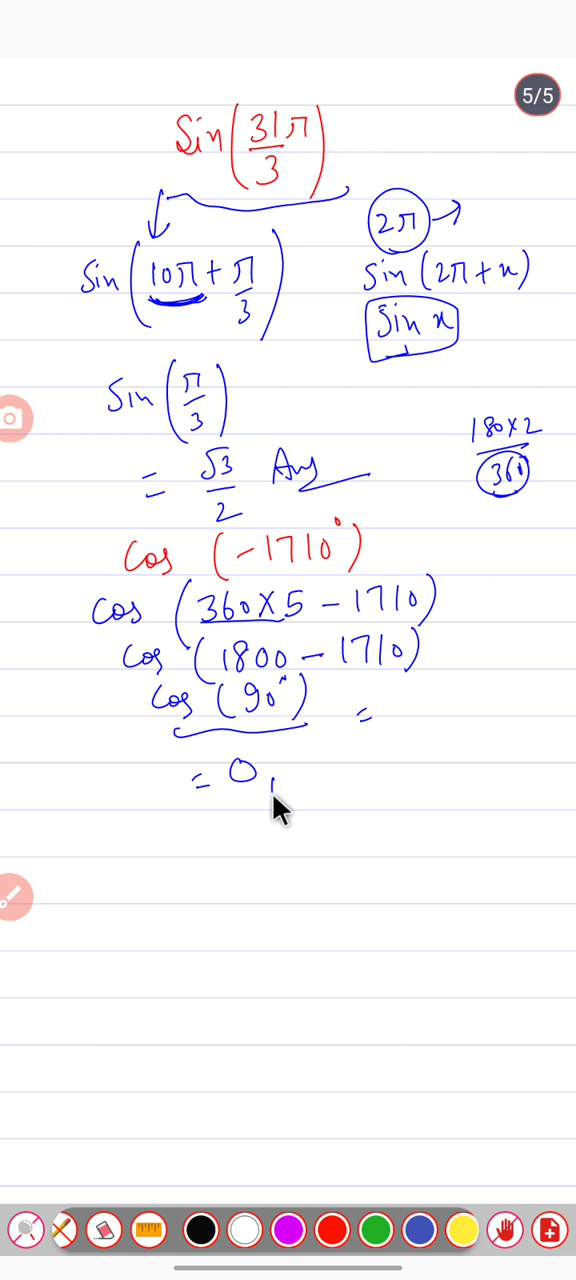 5/5
Sin(31π/3)
Sin(10π + π/3)
2π →
Sin(2π+x)
Sin x
Sin(π/3)
= √3/2 Ans
180×2
360
Cos (-1710°)
Cos (360×5 - 1710)
Cos (1800 - 1710)
Cos (90°) =
= 0